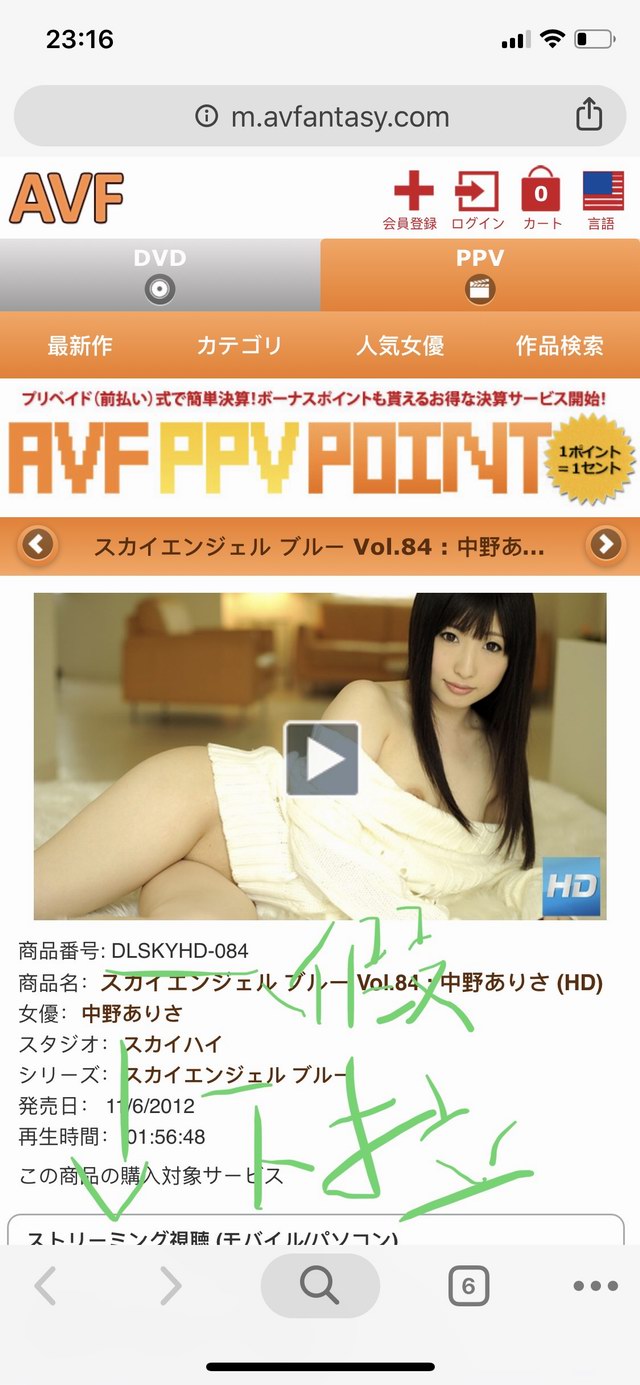 23:16
m.avfantasy.com
AVF
会員登録 ログイン 0 カート 言語
DVD PPV
最新作 カテゴリ 人気女優 作品検索
プリペイド(前払い)式で簡単決算!ボーナスポイントも貰えるお得な決算サービス開始!
AVF PPV POINT
1ポイント
=1セント
スカイエンジェル ブルー Vol.84 : 中野あ...
HD
商品番号: DLSKYHD-084
商品名: スカイエンジェル ブルー Vol.84 : 中野ありさ (HD)
假
女優: 中野ありさ
スタジオ: スカイハイ
シリーズ: スカイエンジェル ブルー
発売日: 11/6/2012
下拉
再生時間: 01:56:48
この商品の購入対象サービス
ストリーミング視聴 (モバイル/パソコン)
6